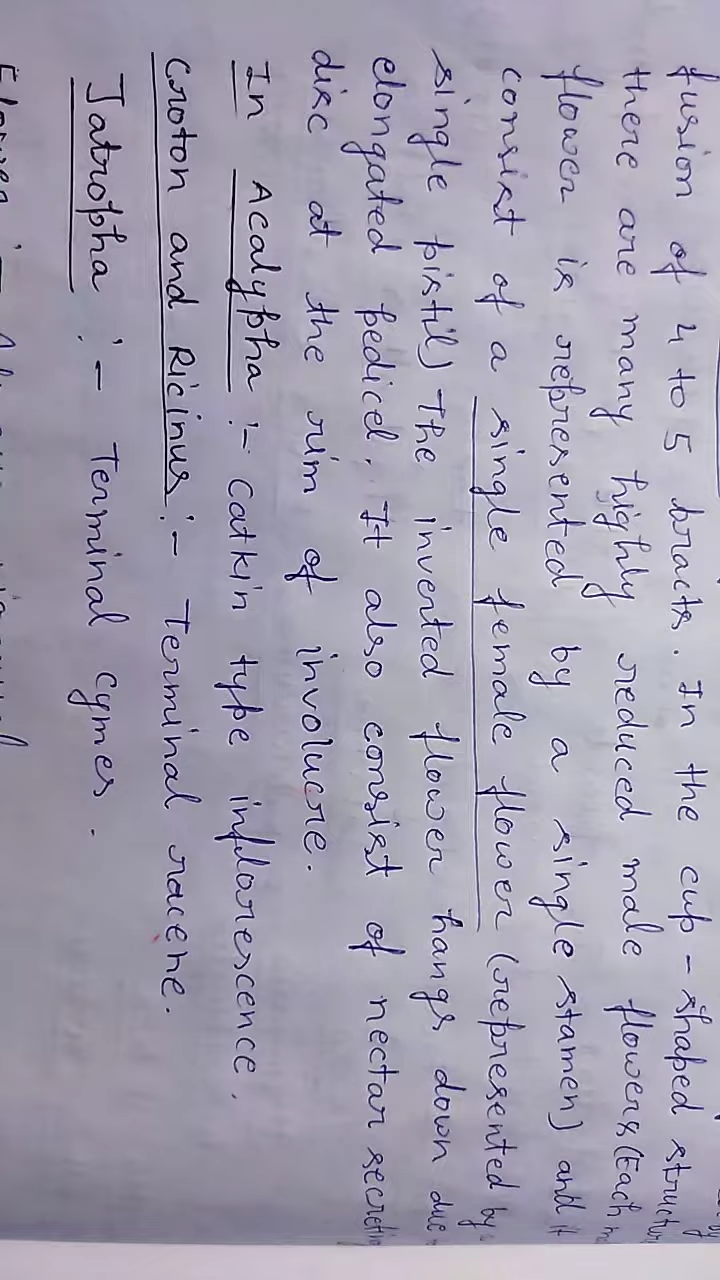 fusion of 4 to 5 bracts. In the cup-shaped structure
there are many highly reduced male flowers (Each
flower is represented by a single stamen) and it
consist of a single female flower (represented by
single pistil) The inverted flower hangs down due
elongated pedicel. It also consist of nectar secreting
disc at the rim of involucre.
In Acalypha :- Catkin type inflorescence.
Croton and Ricinus :- Terminal raceme.
Jatropha :- Terminal cymes.
Flower :-